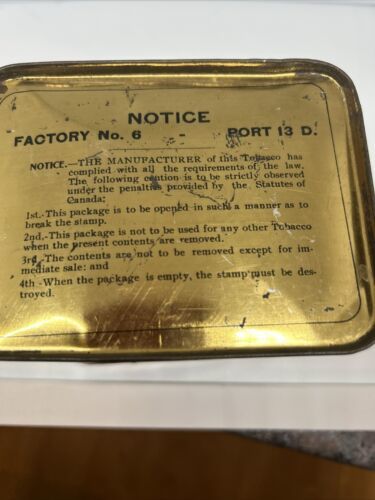 NOTICE
FACTORY No. 6 - PORT 13 D.
NOTICE.—THE MANUFACTURER of this Tobacco has
complied with all the requirements of the law.
The following caution is to be strictly observed
under the penalties provided by the Statutes of
Canada:
1st.-This package is to be opened in such a manner as to
break the stamp.
2nd.-This package is not to be used for any other Tobacco
when the present contents are removed.
3rd-The contents are not to be removed except for im-
mediate sale: and
4th-When the package is empty, the stamp must be des-
troyed.